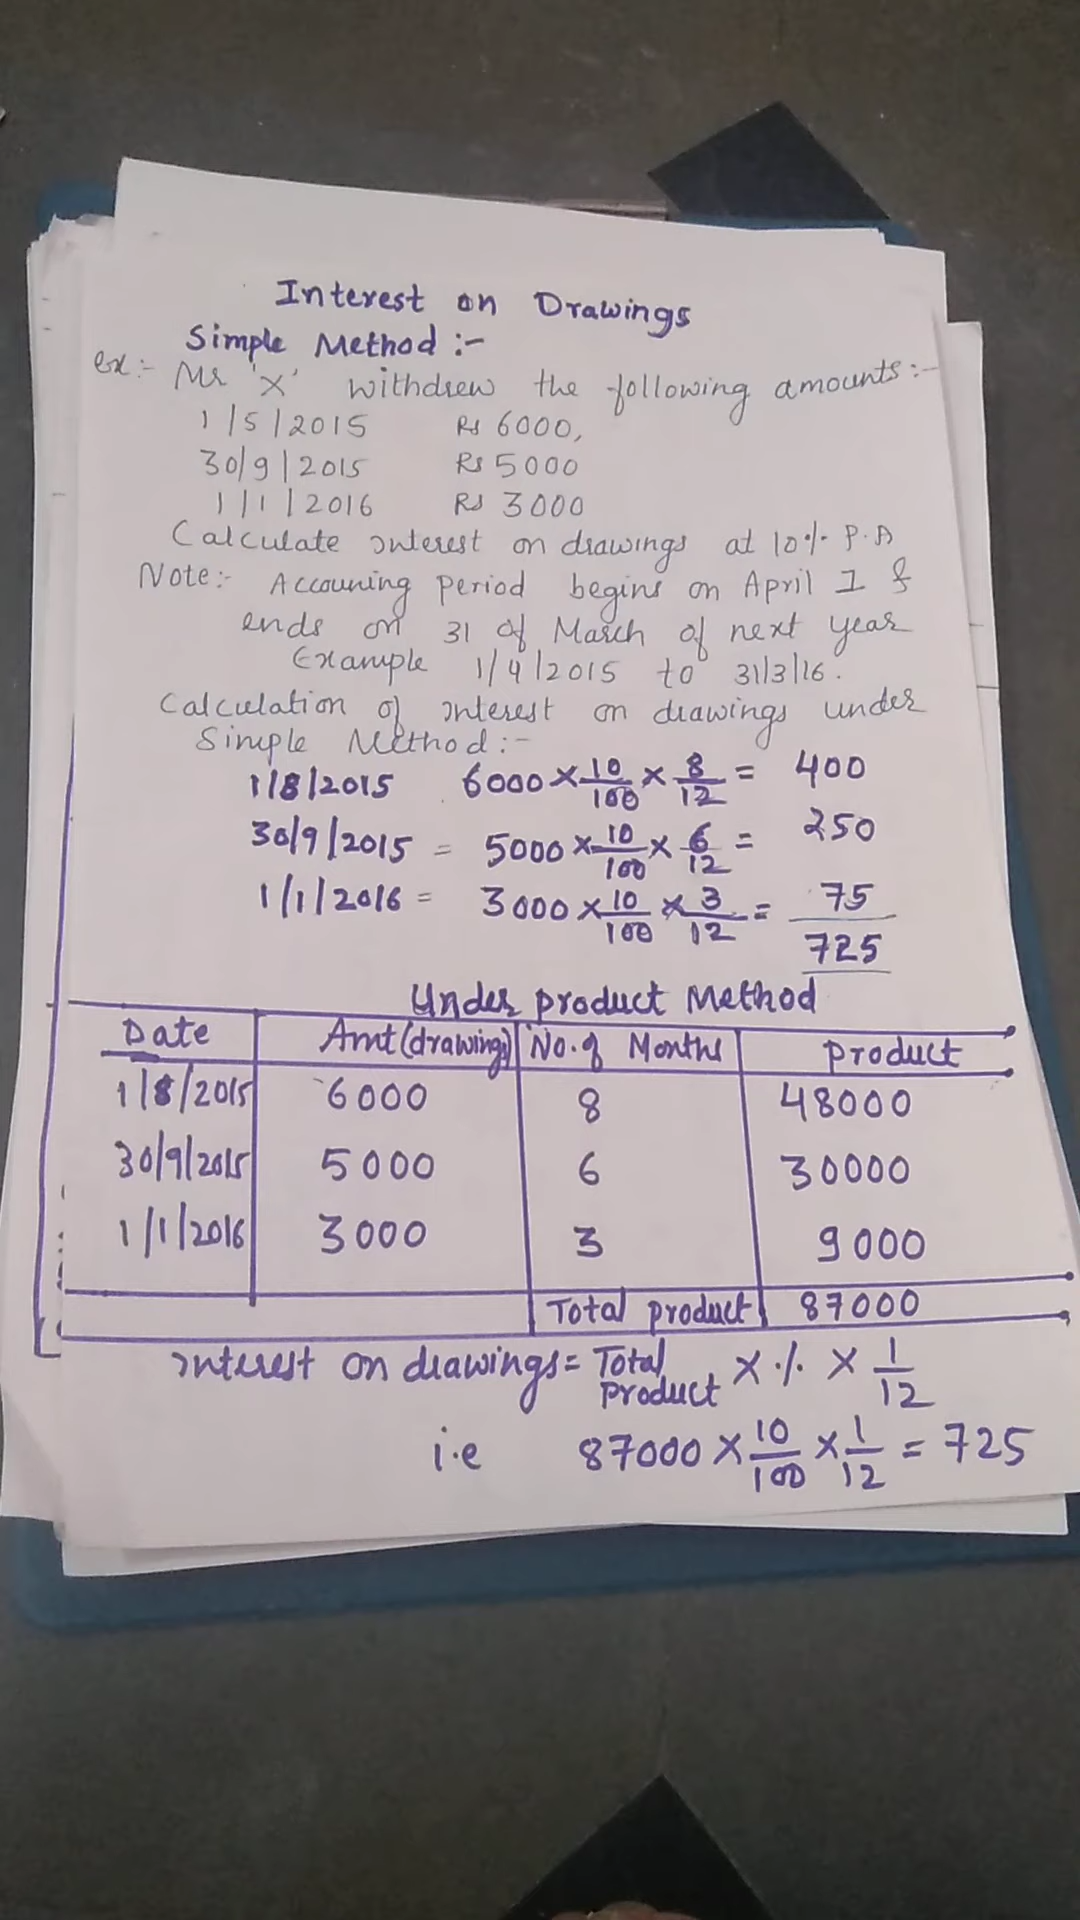 Interest on Drawings
Simple Method :-
ex:- Mr 'X' withdrew the following amounts:-
1/5/2015 Rs 6000,
30/9/2015 Rs 5000
1/1/2016 Rs 3000
Calculate interest on drawings at 10% P.A
Note:- Accouning Period begins on April 1 &
ends on 31 of March of next year
Example 1/4/2015 to 31/3/16.
Calculation of interest on drawings under
Simple Method:-
1/8/2015 6000 × 10/100 × 8/12 = 400
30/9/2015 = 5000 × 10/100 × 6/12 = 250
1/1/2016 = 3000 × 10/100 × 3/12 = 75
725
Under product Method
Date Amt(drawings) No.of Months product
1/8/2015 6000 8 48000
30/9/2015 5000 6 30000
1/1/2016 3000 3 9000
Total product 87000
interest on drawings = Total product × % × 1/12
i.e 87000 × 10/100 × 1/12 = 725